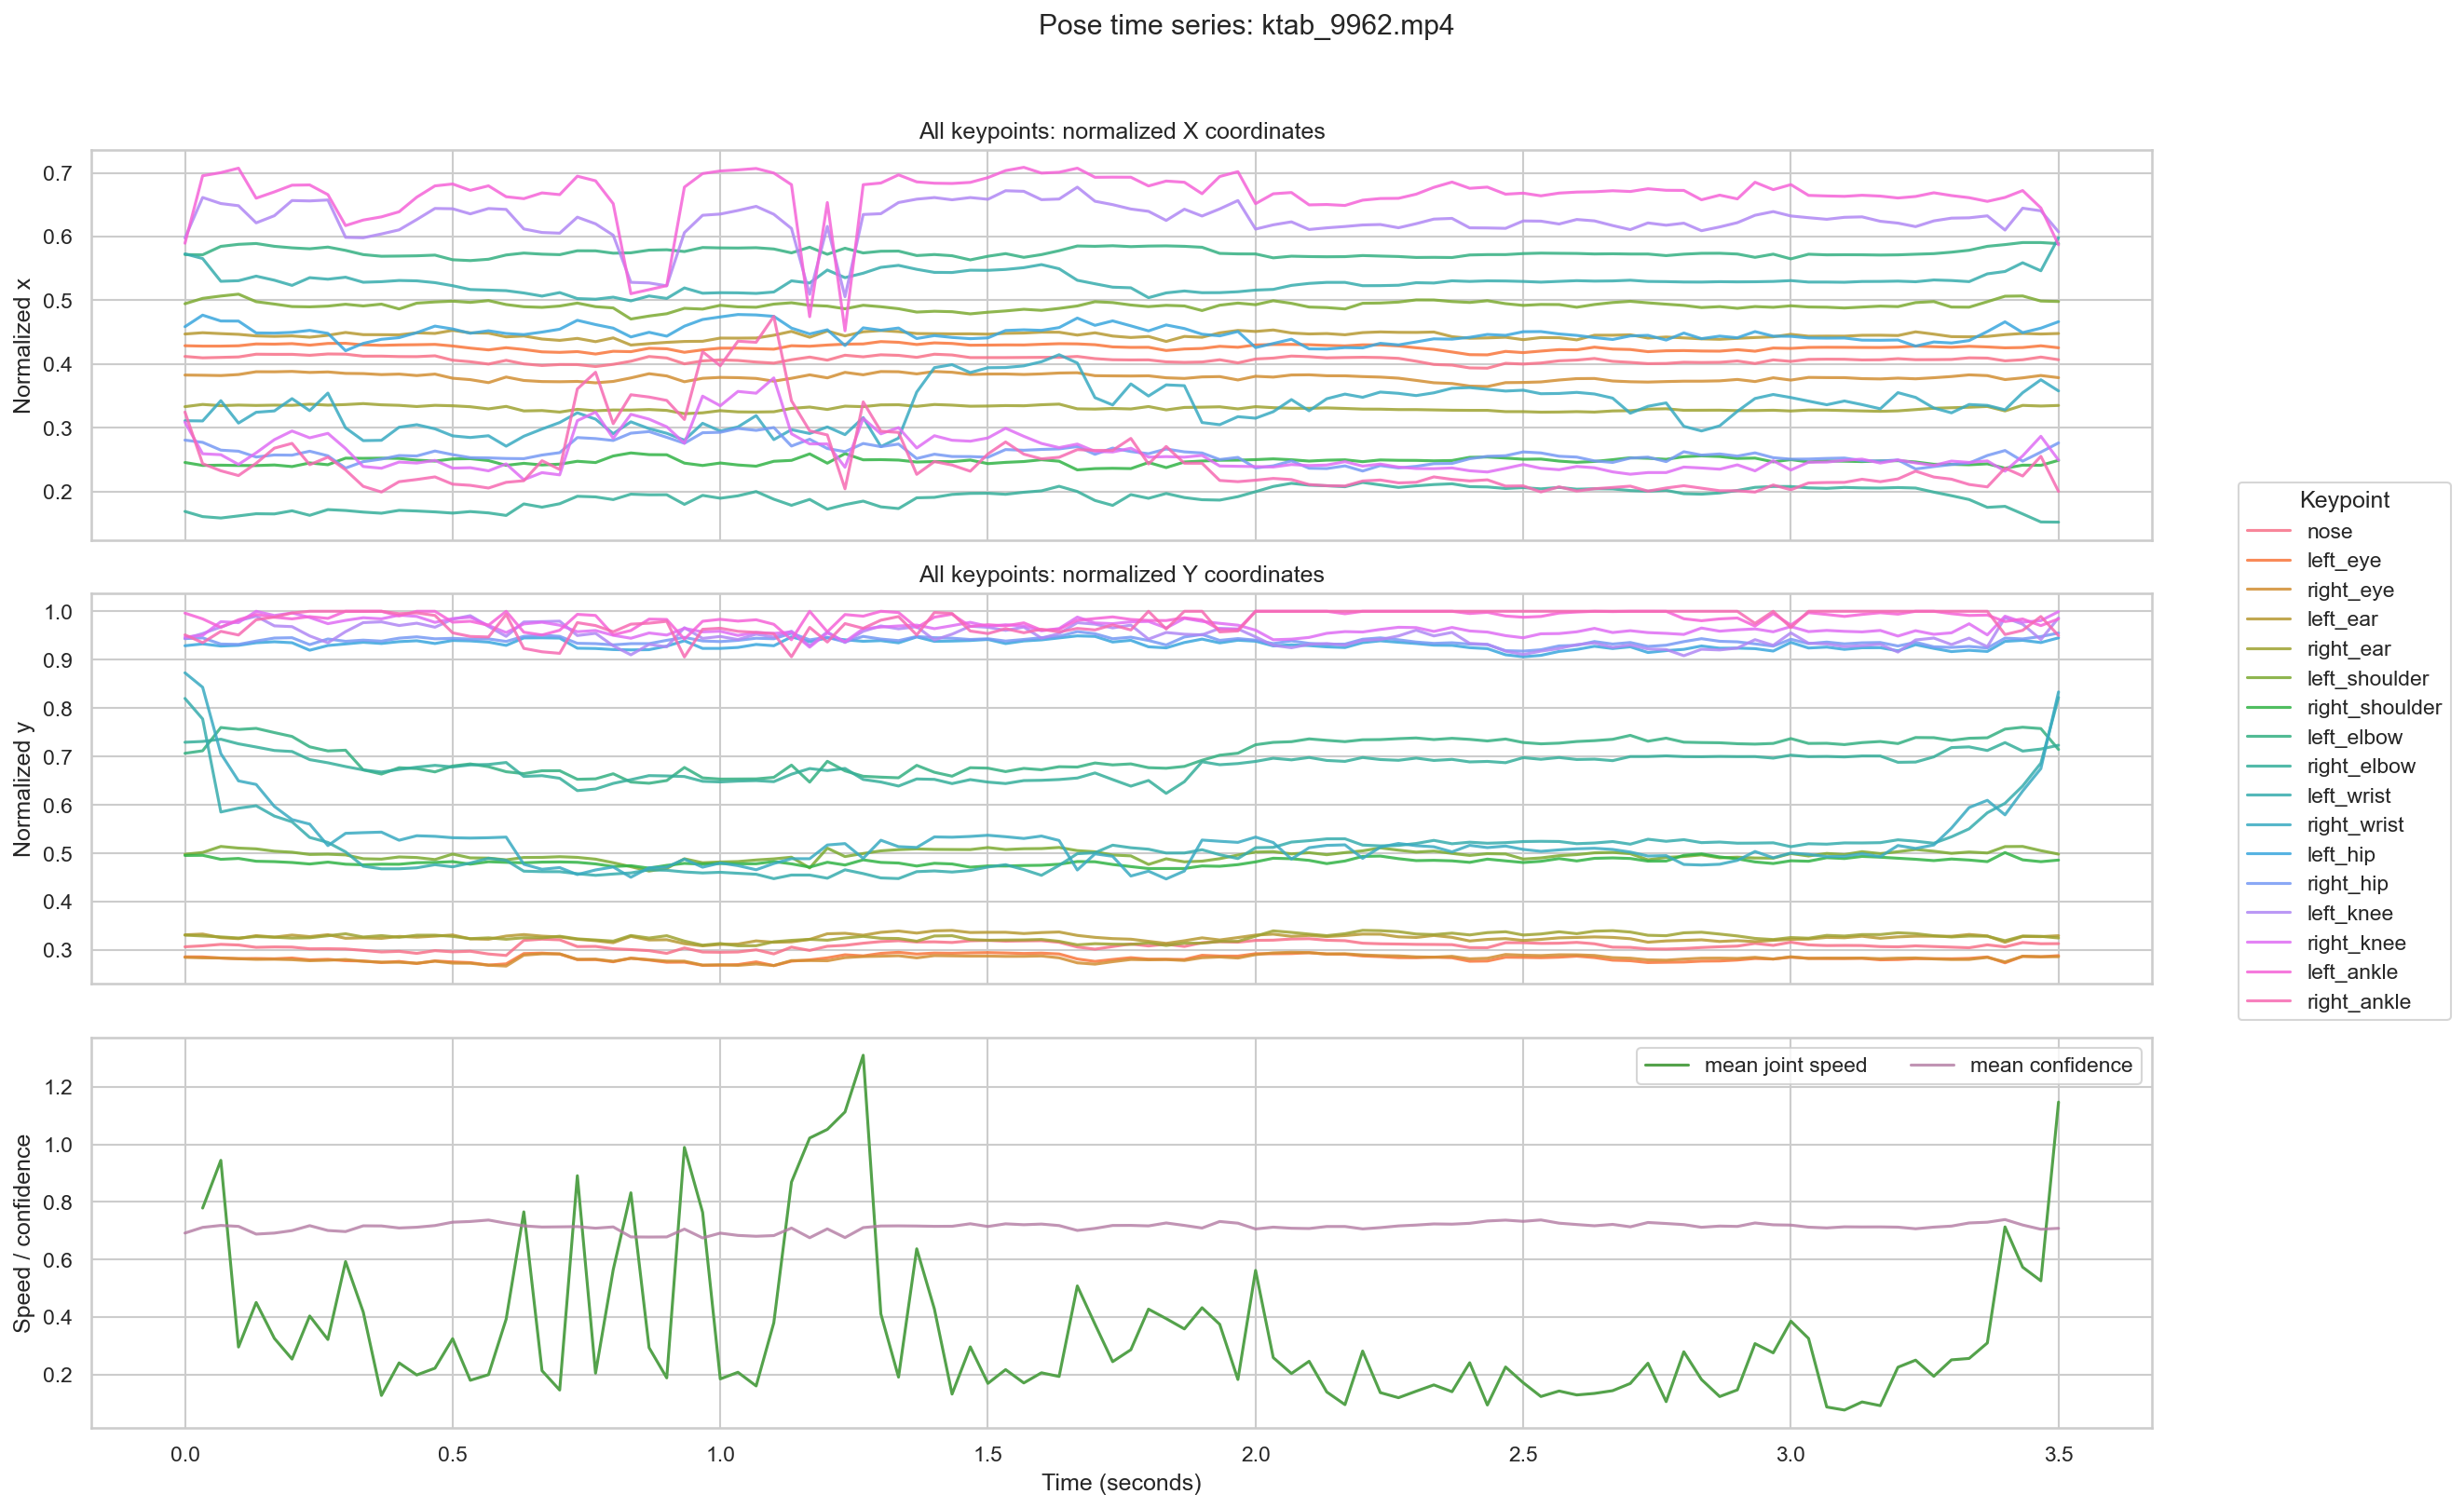 Pose time series: ktab_9962.mp4
All keypoints: normalized X coordinates
Normalized x
0.7
0.6
0.5
0.4
0.3
0.2
All keypoints: normalized Y coordinates
Normalized y
1.0
0.9
0.8
0.7
0.6
0.5
0.4
0.3
Keypoint
nose
left_eye
right_eye
left_ear
right_ear
left_shoulder
right_shoulder
left_elbow
right_elbow
left_wrist
right_wrist
left_hip
right_hip
left_knee
right_knee
left_ankle
right_ankle
mean joint speed mean confidence
Speed / confidence
1.2
1.0
0.8
0.6
0.4
0.2
0.0 0.5 1.0 1.5 2.0 2.5 3.0 3.5
Time (seconds)